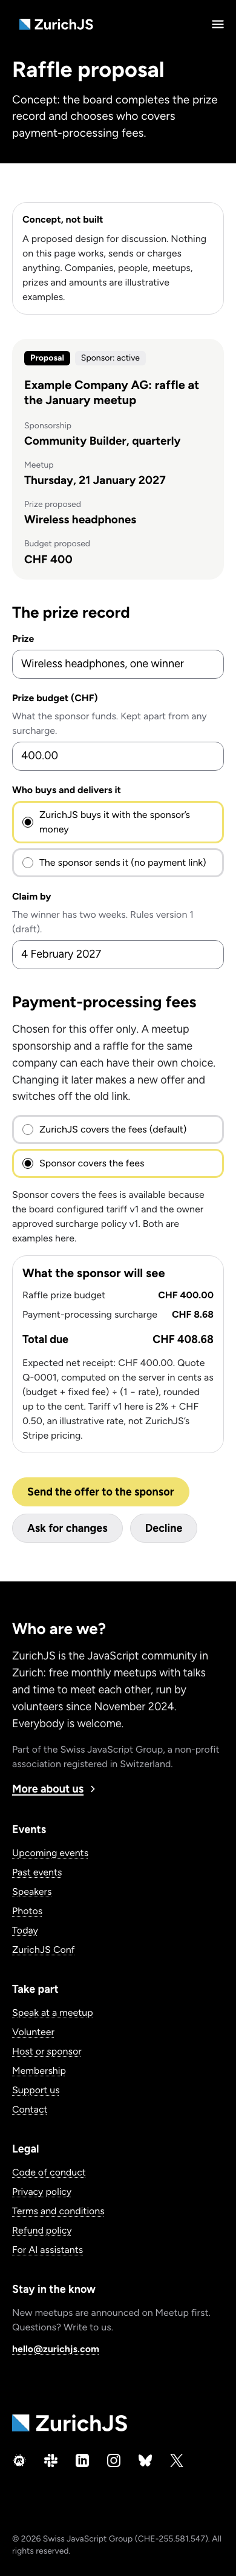 ZurichJS
Raffle proposal
Concept: the board completes the prize
record and chooses who covers
payment-processing fees.
Concept, not built
A proposed design for discussion. Nothing
on this page works, sends or charges
anything. Companies, people, meetups,
prizes and amounts are illustrative
examples.
Proposal Sponsor: active
Example Company AG: raffle at
the January meetup
Sponsorship
Community Builder, quarterly
Meetup
Thursday, 21 January 2027
Prize proposed
Wireless headphones
Budget proposed
CHF 400
The prize record
Prize
Wireless headphones, one winner
Prize budget (CHF)
What the sponsor funds. Kept apart from any
surcharge.
400.00
Who buys and delivers it
ZurichJS buys it with the sponsor's
money
The sponsor sends it (no payment link)
Claim by
The winner has two weeks. Rules version 1
(draft).
4 February 2027
Payment-processing fees
Chosen for this offer only. A meetup
sponsorship and a raffle for the same
company can each have their own choice.
Changing it later makes a new offer and
switches off the old link.
ZurichJS covers the fees (default)
Sponsor covers the fees
Sponsor covers the fees is available because
the board configured tariff v1 and the owner
approved surcharge policy v1. Both are
examples here.
What the sponsor will see
Raffle prize budget CHF 400.00
Payment-processing surcharge CHF 8.68
Total due CHF 408.68
Expected net receipt: CHF 400.00. Quote
Q-0001, computed on the server in cents as
(budget + fixed fee) ÷ (1 − rate), rounded
up to the cent. Tariff v1 here is 2% + CHF
0.50, an illustrative rate, not ZurichJS's
Stripe pricing.
Send the offer to the sponsor
Ask for changes Decline
Who are we?
ZurichJS is the JavaScript community in
Zurich: free monthly meetups with talks
and time to meet each other, run by
volunteers since November 2024.
Everybody is welcome.
Part of the Swiss JavaScript Group, a non-profit
association registered in Switzerland.
More about us
Events
Upcoming events
Past events
Speakers
Photos
Today
ZurichJS Conf
Take part
Speak at a meetup
Volunteer
Host or sponsor
Membership
Support us
Contact
Legal
Code of conduct
Privacy policy
Terms and conditions
Refund policy
For AI assistants
Stay in the know
New meetups are announced on Meetup first.
Questions? Write to us.
hello@zurichjs.com
ZurichJS
© 2026 Swiss JavaScript Group (CHE-255.581.547). All
rights reserved.